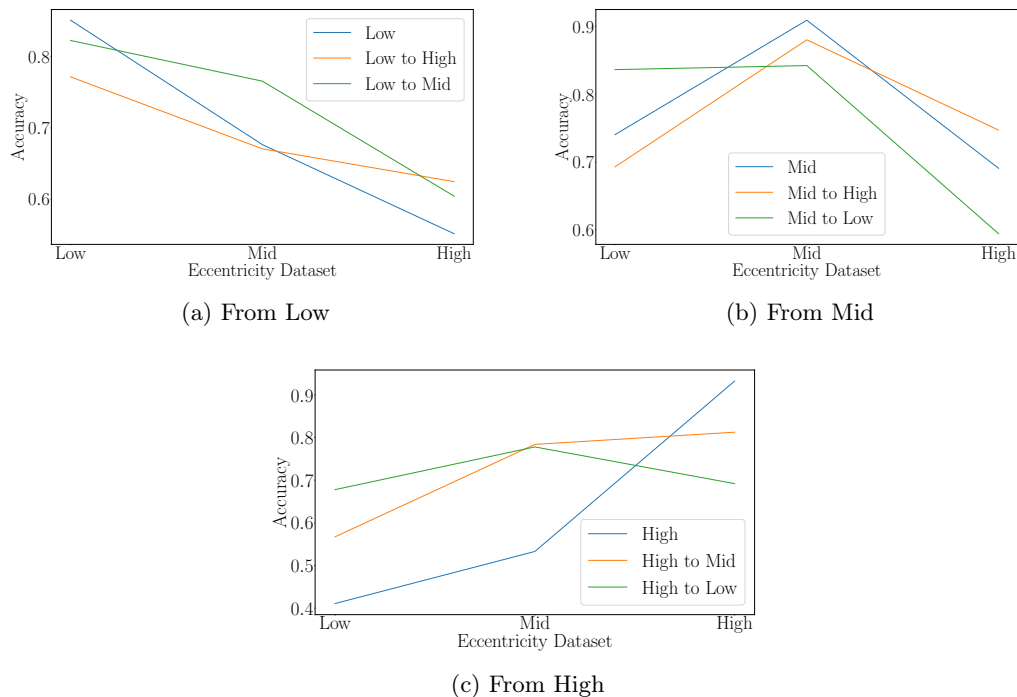 0.8
0.7
0.6
Accuracy
Low
Low to High
Low to Mid
Low Mid High
Eccentricity Dataset
(a) From Low
0.9
0.8
0.7
0.6
Accuracy
Mid
Mid to High
Mid to Low
Low Mid High
Eccentricity Dataset
(b) From Mid
0.9
0.8
0.7
0.6
0.5
0.4
Accuracy
High
High to Mid
High to Low
Low Mid High
Eccentricity Dataset
(c) From High